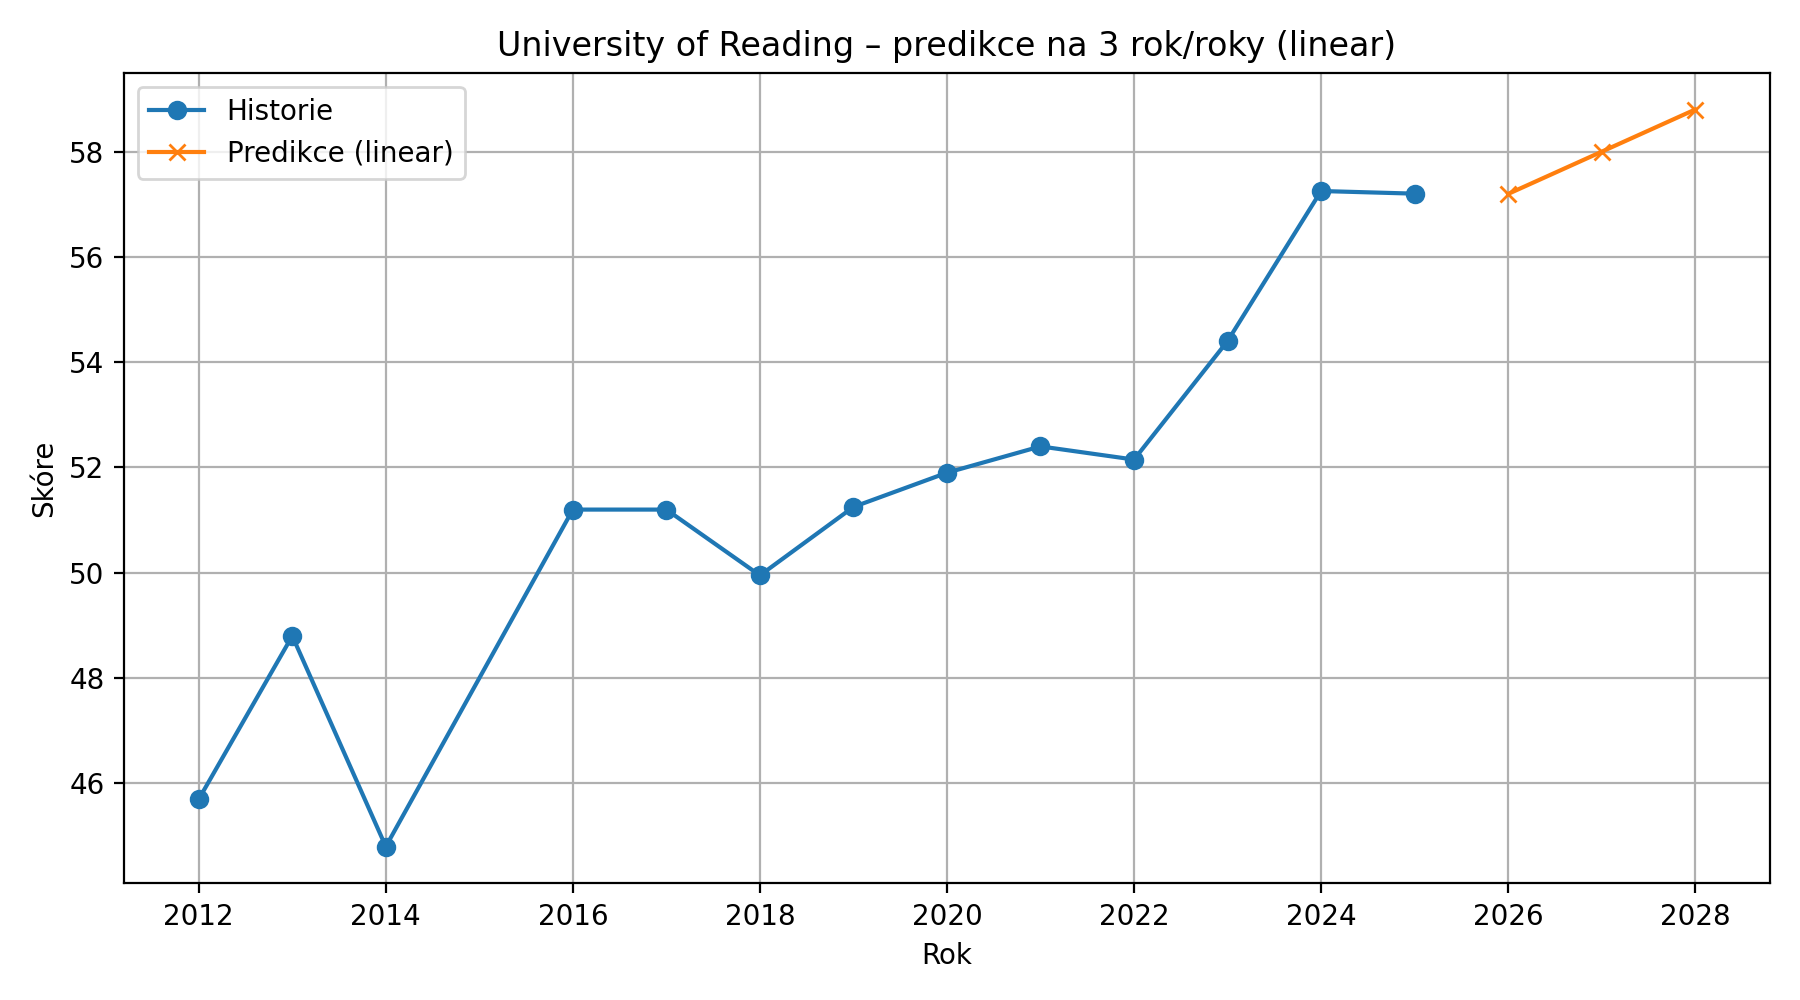 University of Reading – predikce na 3 rok/roky (linear)
Historie
Predikce (linear)
58
56
54
52
50
48
46
Skóre
2012 2014 2016 2018 2020 2022 2024 2026 2028
Rok